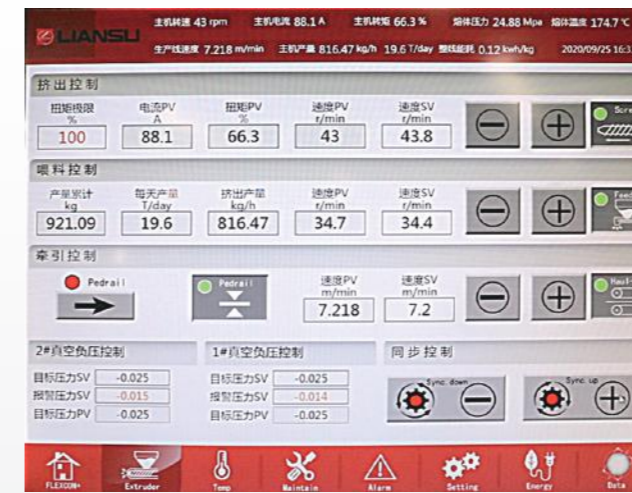 LIANSU
主机转速 43 rpm 主机电流 88.1 A 主机转矩 66.3 % 熔体压力 24.88 Mpa 熔体温度 174.7 ℃
生产线速度 7.218 m/min 主机产量 816.47 kg/h 19.6 T/day 整线能耗 0.12 kwh/kg 2020/09/25 16:3
挤出控制
扭矩极限 电流PV 扭矩PV 速度PV 速度SV
% A % r/min r/min Scre
100 88.1 66.3 43 43.8
喂料控制
产量累计 每天产量 挤出产量 速度PV 速度SV
kg T/day kg/h r/min r/min Feed
921.09 19.6 816.47 34.7 34.4
牵引控制
Pedrail Pedrail 速度PV 速度SV Haul-
m/min m/min
7.218 7.2
2#真空负压控制 1#真空负压控制 同步控制
目标压力SV -0.025 目标压力SV -0.025 Sync down Sync up
报警压力SV -0.015 报警压力SV -0.014
目标压力PV -0.025 目标压力PV -0.025
FLEXCON+ Extruder Temp Maintain Alarm Setting Energy Data